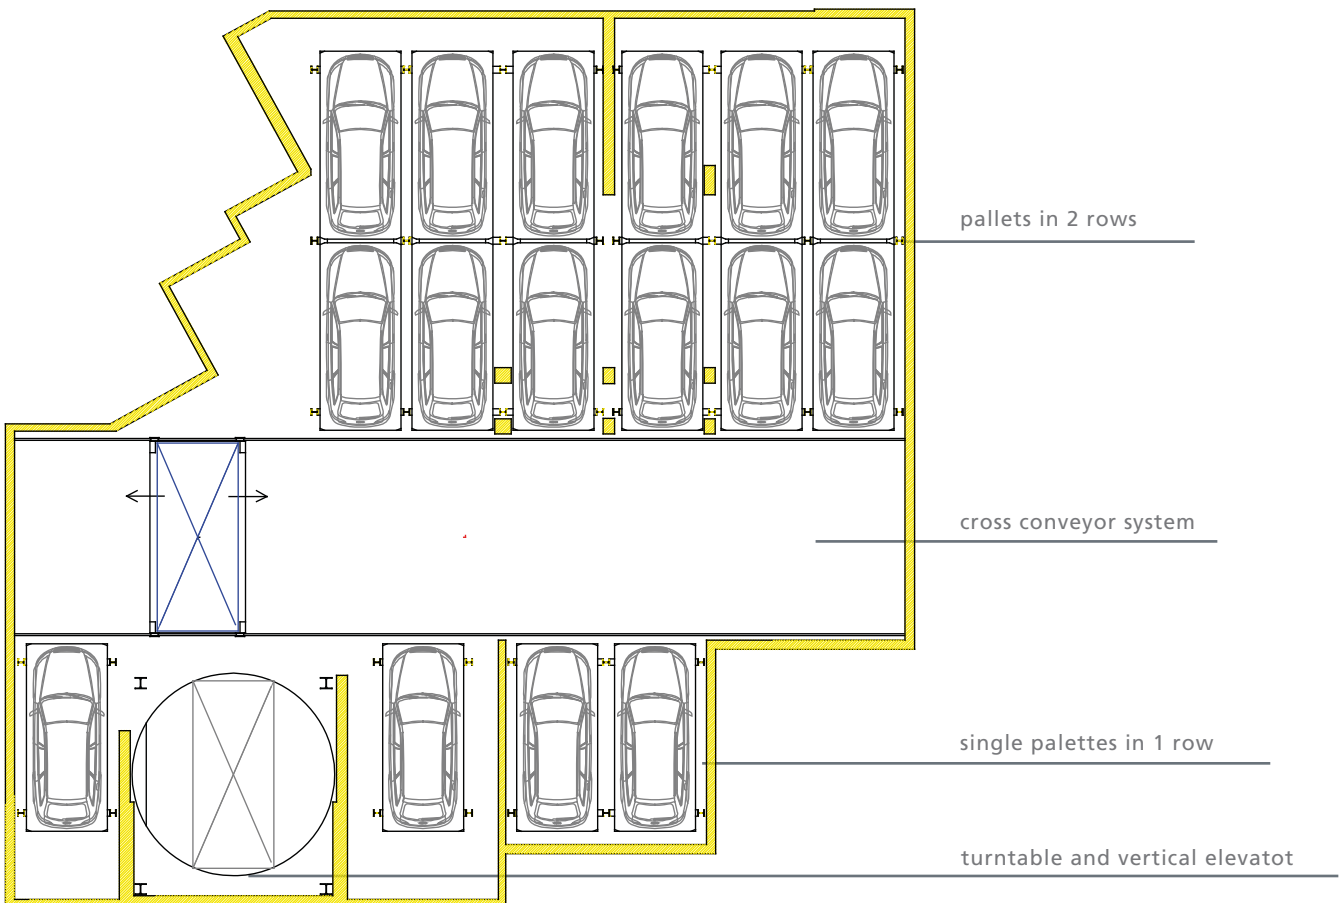 pallets in 2 rows
cross conveyor system
single palettes in 1 row
turntable and vertical elevatot